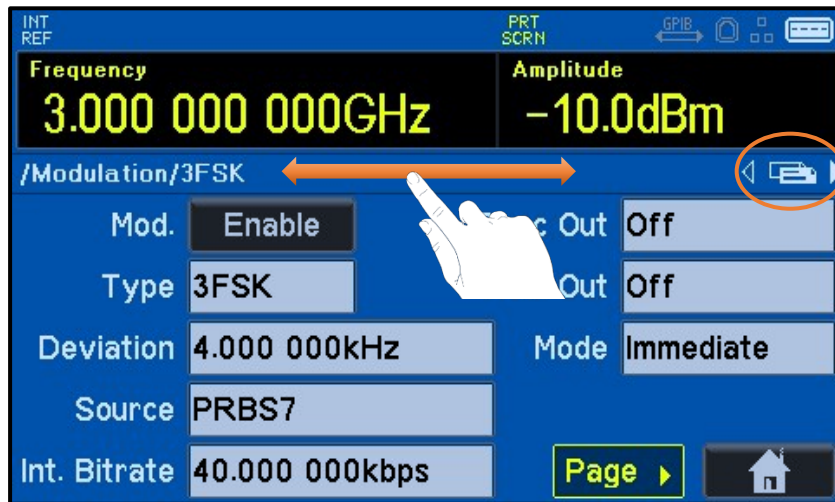 INT
REF
PRT
SCRN
GPIB
Frequency
3.000 000 000GHz
Amplitude
-10.0dBm
/Modulation/3FSK
Mod. Enable
c Out Off
Type 3FSK
Out Off
Deviation 4.000 000kHz
Mode Immediate
Source PRBS7
Int. Bitrate 40.000 000kbps
Page